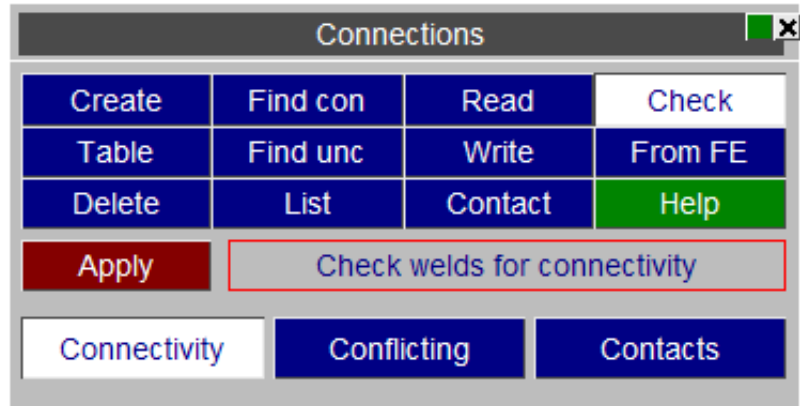 Connections
Create Find con Read Check
Table Find unc Write From FE
Delete List Contact Help
Apply Check welds for connectivity
Connectivity Conflicting Contacts